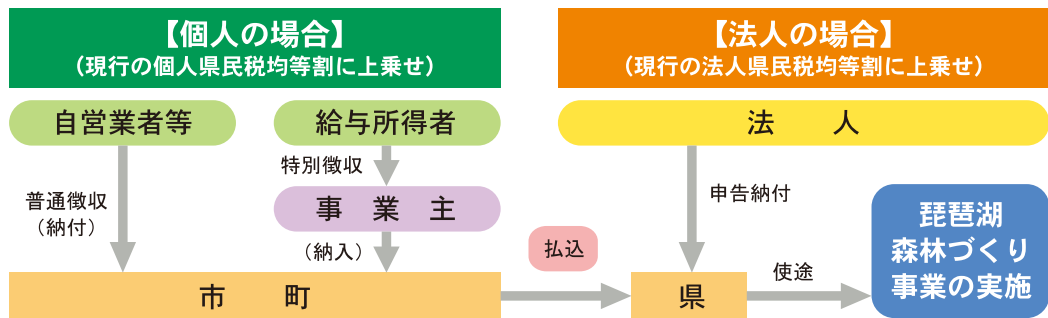 【個人の場合】
（現行の個人県民税均等割に上乗せ）
自営業者等
給与所得者
特別徴収
普通徴収
（納付）
事業主
（納入）
市町
払込
【法人の場合】
（現行の法人県民税均等割に上乗せ）
法人
申告納付
県
使途
琵琶湖
森林づくり
事業の実施